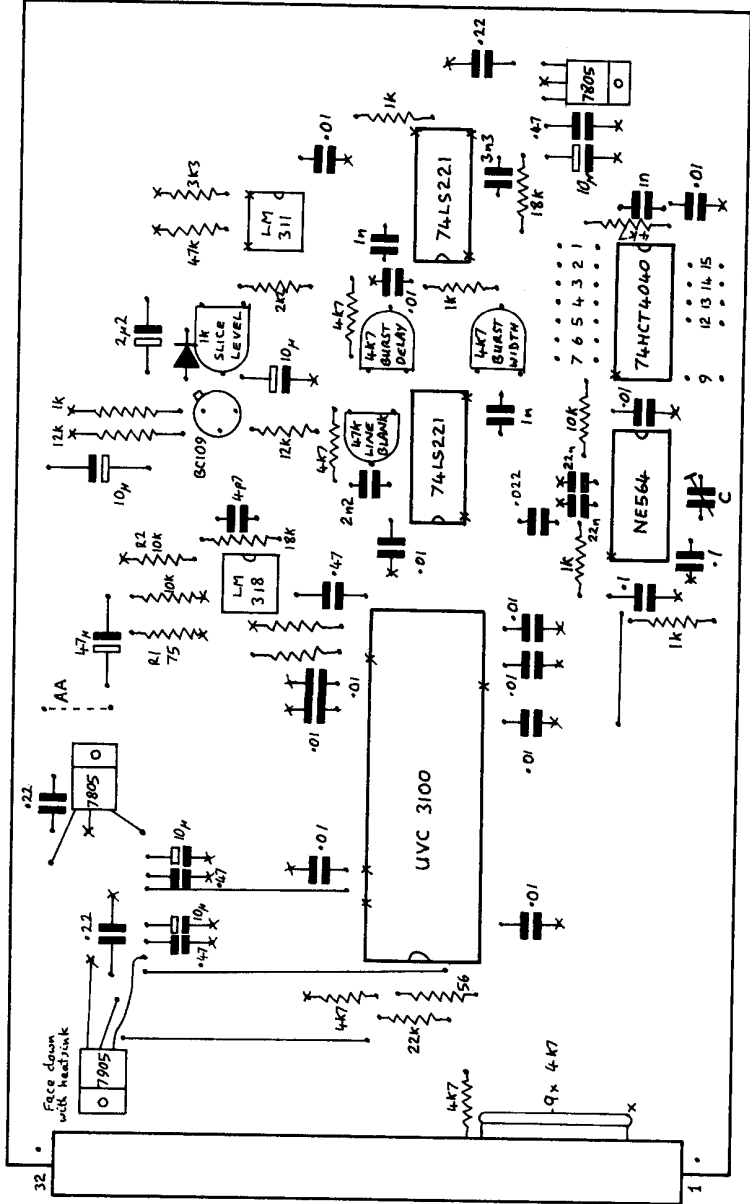 .22
1k
7805
.47
10µ
3n3
18k
1n
.01
3k3
47k
LM
311
.01
74LS221
1n
.01
1k
2k2
4k7
2µ2
1k
SLICE
LEVEL
10µ
4k7
BURST
DELAY
4k7
BURST
WIDTH
7 6 5 4 3 2 1
74HCT4040
9 12 13 14 15
1k
12k
BC109
12k
4k7
47k
LINE
BLANK
74LS221
1n
10k
.01
10µ
4p7
18k
2n2
.01
.022
22n
22n
1k
NE564
C
.1
.1
1k
R2
10k
10k
R1
75
LM
318
.47
47µ
AA
.01
.01
UVC 3100
.01
.01
.01
.22
7805
10µ
.47
.01
.01
.22
10µ
.47
Face down
with heatsink
7905
4k7
22k
56
4k7
9x 4k7
32
1